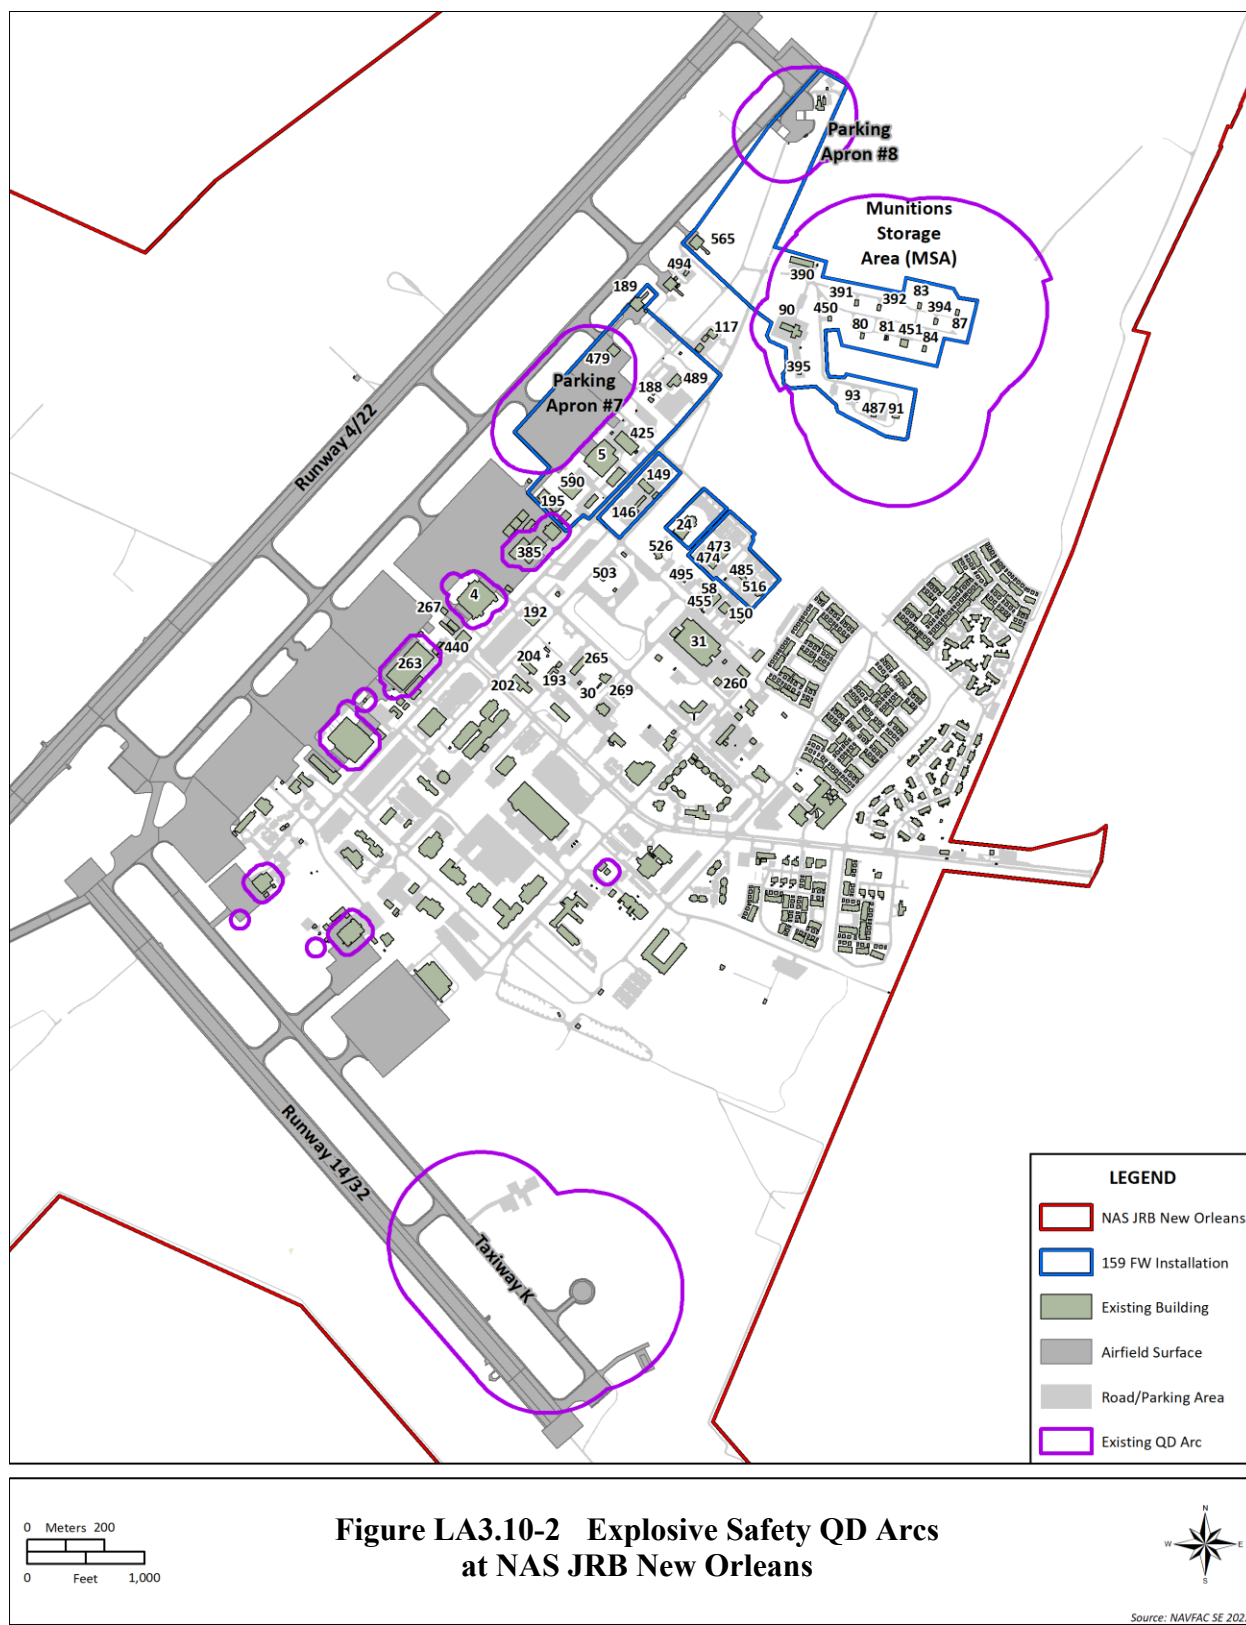 Parking
Apron #8
Munitions
Storage
Area (MSA)
565
494
390
189
391
83
392
394
450
90
87
117
80
81
451
84
479
395
Parking
Apron #7
188
489
93
487
91
Runway 4/22
425
5
149
590
195
146
24
385
526
473
474
485
503
495
58
516
4
455
150
267
192
31
440
263
204
265
193
202
30
269
260
Runway 14/32
Taxiway K
LEGEND
NAS JRB New Orleans
159 FW Installation
Existing Building
Airfield Surface
Road/Parking Area
Existing QD Arc
0 Meters 200
0 Feet 1,000
Figure LA3.10-2 Explosive Safety QD Arcs
at NAS JRB New Orleans
N
W E
S
Source: NAVFAC SE 202